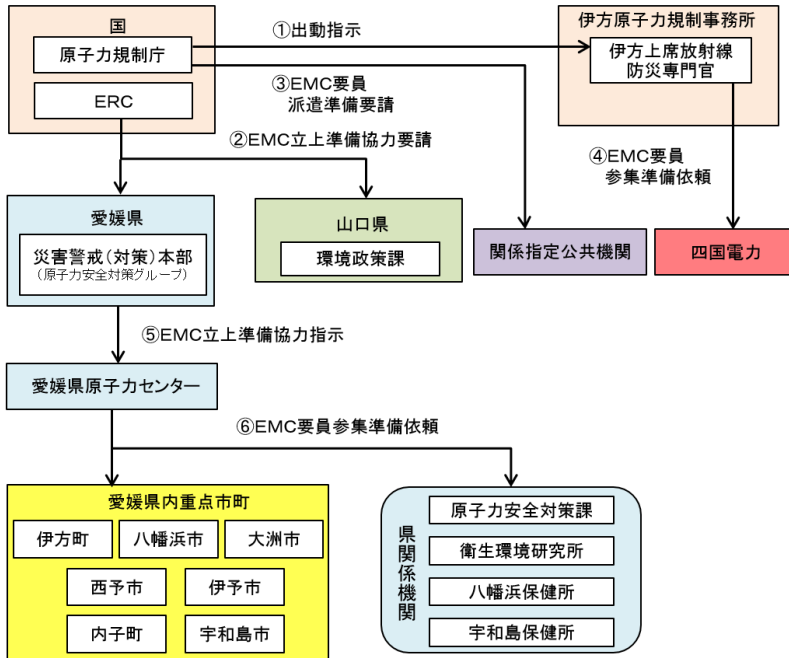 国
原子力規制庁
ERC
①出動指示
伊方原子力規制事務所
伊方上席放射線
防災専門官
③EMC要員
派遣準備要請
②EMC立上準備協力要請
④EMC要員
参集準備依頼
愛媛県
災害警戒(対策)本部
(原子力安全対策グループ)
山口県
環境政策課
関係指定公共機関
四国電力
⑤EMC立上準備協力指示
愛媛県原子力センター
⑥EMC要員参集準備依頼
愛媛県内重点市町
伊方町
八幡浜市
大洲市
西予市
伊予市
内子町
宇和島市
県関係機関
原子力安全対策課
衛生環境研究所
八幡浜保健所
宇和島保健所